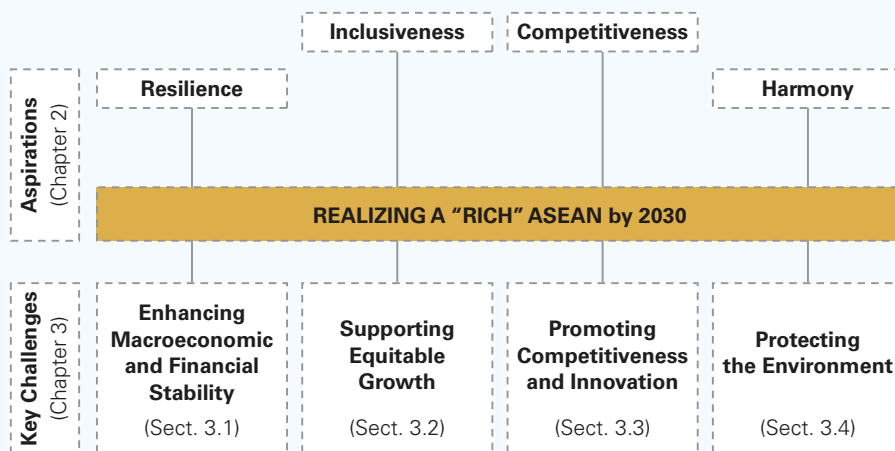 Inclusiveness
Competitiveness
Resilience
Harmony
Aspirations
(Chapter 2)
REALIZING A “RICH” ASEAN by 2030
Key Challenges
(Chapter 3)
Enhancing
Macroeconomic
and Financial
Stability
(Sect. 3.1)
Supporting
Equitable
Growth
(Sect. 3.2)
Promoting
Competitiveness
and Innovation
(Sect. 3.3)
Protecting
the Environment
(Sect. 3.4)